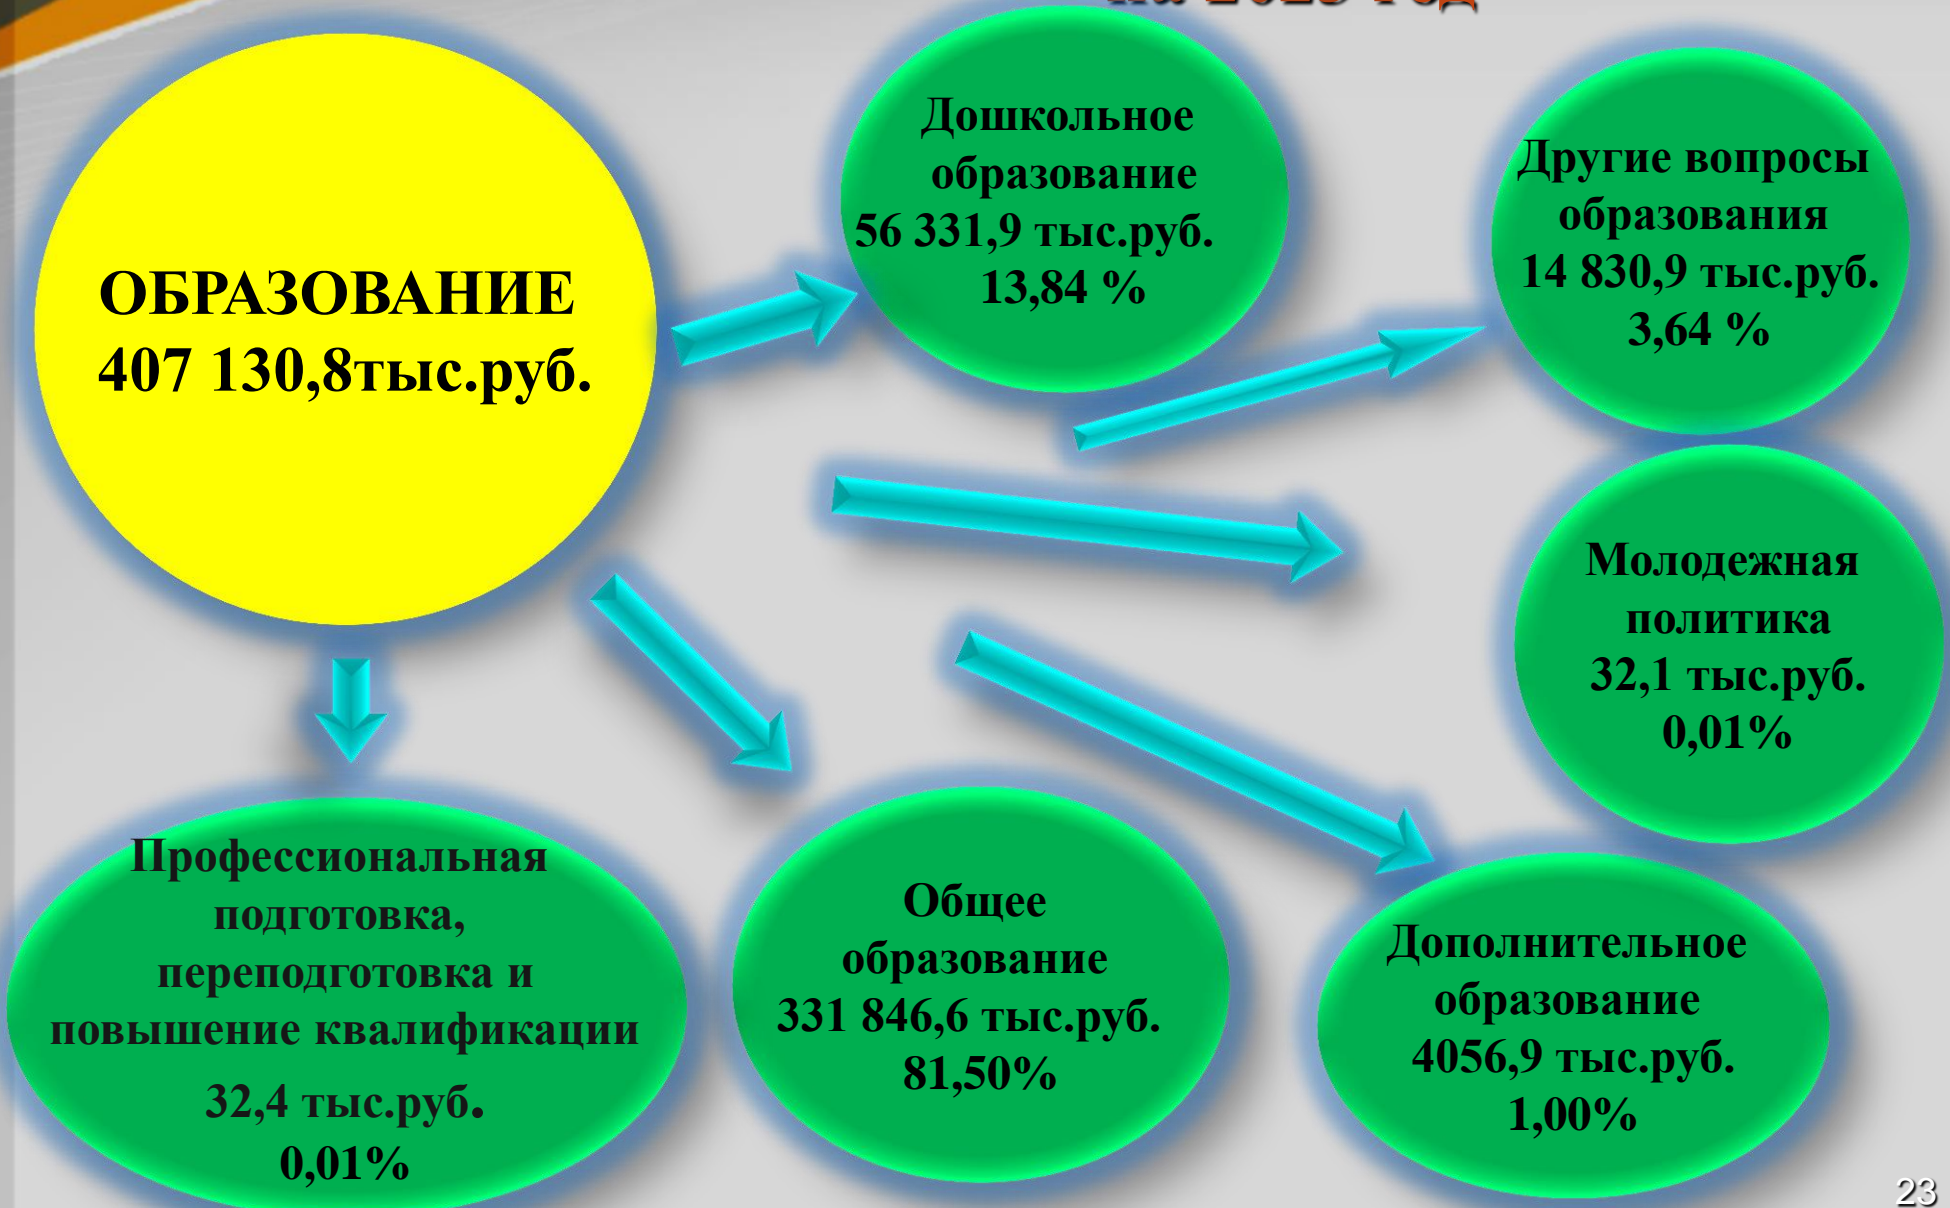 ОБРАЗОВАНИЕ
407 130,8тыс.руб.
Дошкольное
образование
56 331,9 тыс.руб.
13,84 %
Другие вопросы
образования
14 830,9 тыс.руб.
3,64 %
Молодежная
политика
32,1 тыс.руб.
0,01%
Профессиональная
подготовка,
переподготовка и
повышение квалификации
32,4 тыс.руб.
0,01%
Общее
образование
331 846,6 тыс.руб.
81,50%
Дополнительное
образование
4056,9 тыс.руб.
1,00%
23